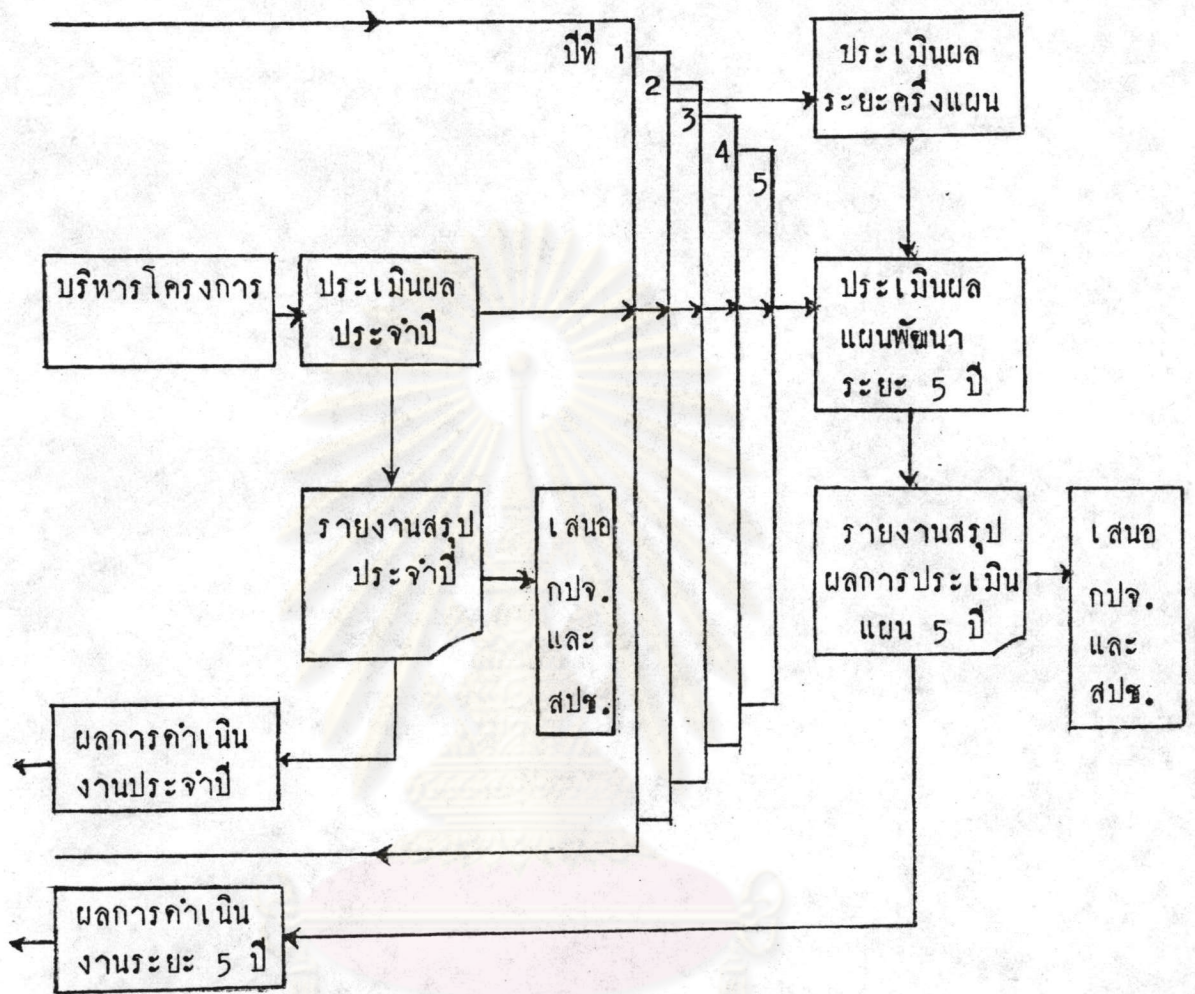 ปีที่ 1
2
3
4
5
ประเมินผล
ระยะครึ่งแผน
บริหารโครงการ
ประเมินผล
ประจำปี
ประเมินผล
แผนพัฒนา
ระยะ 5 ปี
รายงานสรุป
ประจำปี
เสนอ
กปจ.
และ
สปช.
รายงานสรุป
ผลการประเมิน
แผน 5 ปี
เสนอ
กปจ.
และ
สปช.
ผลการดำเนิน
งานประจำปี
ผลการดำเนิน
งานระยะ 5 ปี